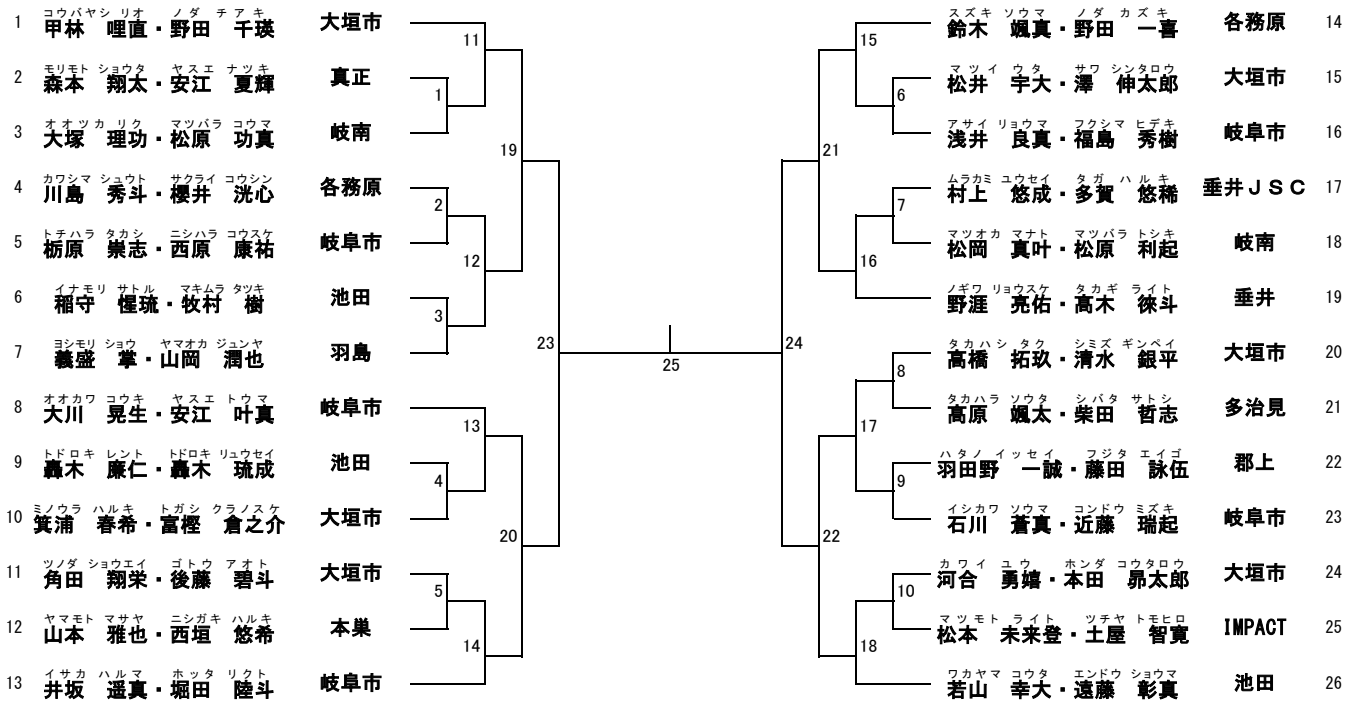 コウバヤシ リオ ノダ チアキ
1 甲林 哩直・野田 千瑛 大垣市
11
モリモト ショウタ ヤスエ ナツキ
2 森本 翔太・安江 夏輝 真正
1
オオツカ リク マツバラ コウマ
3 大塚 理功・松原 功真 岐南
19
カワシマ シュウト サクライ コウシン
4 川島 秀斗・櫻井 洸心 各務原
2
トチハラ タカシ ニシハラ コウスケ
5 栃原 崇志・西原 康祐 岐阜市
12
イナモリ サトル マキムラ タツキ
6 稲守 惺琉・牧村 樹 池田
3
ヨシモリ ショウ ヤマオカ ジュンヤ
7 義盛 掌・山岡 潤也 羽島
23
オオカワ コウキ ヤスエ トウマ
8 大川 晃生・安江 叶真 岐阜市
13
トドロキ レント トドロキ リュウセイ
9 轟木 廉仁・轟木 琉成 池田
4
ミノウラ ハルキ トガシ クラノスケ
10 箕浦 春希・富樫 倉之介 大垣市
20
ツノダ ショウエイ ゴトウ アオト
11 角田 翔栄・後藤 碧斗 大垣市
5
ヤマモト マサヤ ニシガキ ハルキ
12 山本 雅也・西垣 悠希 本巣
14
イサカ ハルマ ホッタ リクト
13 井坂 遥真・堀田 陸斗 岐阜市
25
スズキ ソウマ ノダ カズキ
鈴木 颯真・野田 一喜 各務原 14
15
マツイ ウタ サワ シンタロウ
松井 宇大・澤 伸太郎 大垣市 15
6
アサイ リョウマ フクシマ ヒデキ
浅井 良真・福島 秀樹 岐阜市 16
21
ムラカミ ユウセイ タガ ハルキ
村上 悠成・多賀 悠稀 垂井ＪＳＣ 17
7
マツオカ マナト マツバラ トシキ
松岡 真叶・松原 利起 岐南 18
16
ノギワ リョウスケ タカギ ライト
野涯 亮佑・高木 徠斗 垂井 19
24
タカハシ タク シミズ ギンペイ
高橋 拓玖・清水 銀平 大垣市 20
8
タカハラ ソウタ シバタ サトシ
高原 颯太・柴田 哲志 多治見 21
17
ハタノ イッセイ フジタ エイゴ
羽田野 一誠・藤田 詠伍 郡上 22
9
イシカワ ソウマ コンドウ ミズキ
石川 蒼真・近藤 瑞起 岐阜市 23
22
カワイ ユウ ホンダ コウタロウ
河合 勇嬉・本田 昴太郎 大垣市 24
10
マツモト ライト ツチヤ トモヒロ
松本 未来登・土屋 智寛 IMPACT 25
18
ワカヤマ コウタ エンドウ ショウマ
若山 幸大・遠藤 彰真 池田 26